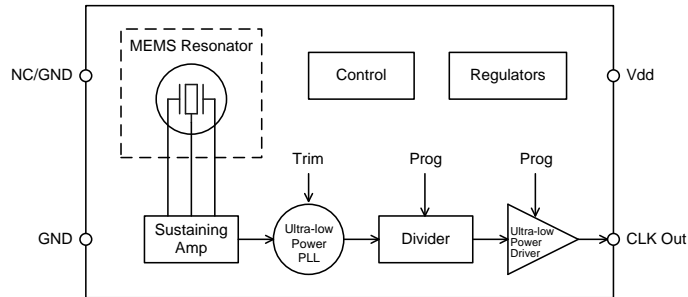 MEMS Resonator
NC/GND
Control
Regulators
Vdd
Trim
Prog
Prog
GND
Sustaining
Amp
Ultra-low
Power
PLL
Divider
Ultra-low
Power
Driver
CLK Out